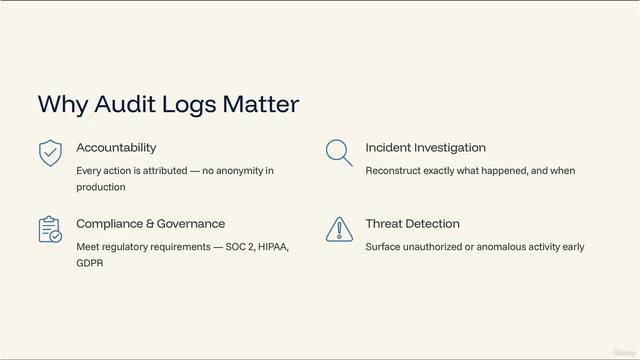 Why Audit Logs Matter
Accountability
Every action is attributed — no anonymity in
production
Incident Investigation
Reconstruct exactly what happened, and when
Compliance & Governance
Meet regulatory requirements — SOC 2, HIPAA,
GDPR
Threat Detection
Surface unauthorized or anomalous activity early